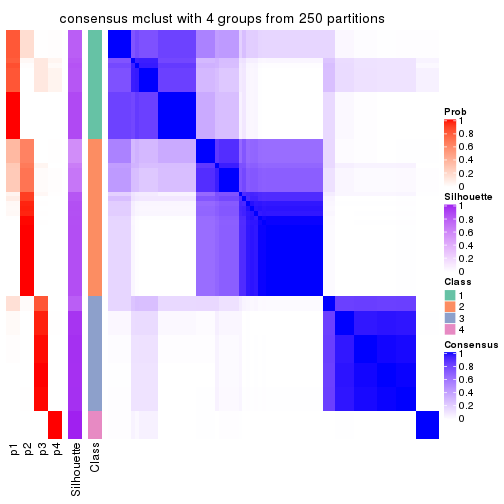 consensus mclust with 4 groups from 250 partitions
Prob
1
0.8
0.6
0.4
0.2
0
Silhouette
1
0.8
0.6
0.4
0.2
0
Class
1
2
3
4
Consensus
1
0.8
0.6
0.4
0.2
0
p1
p2
p3
p4
Silhouette
Class